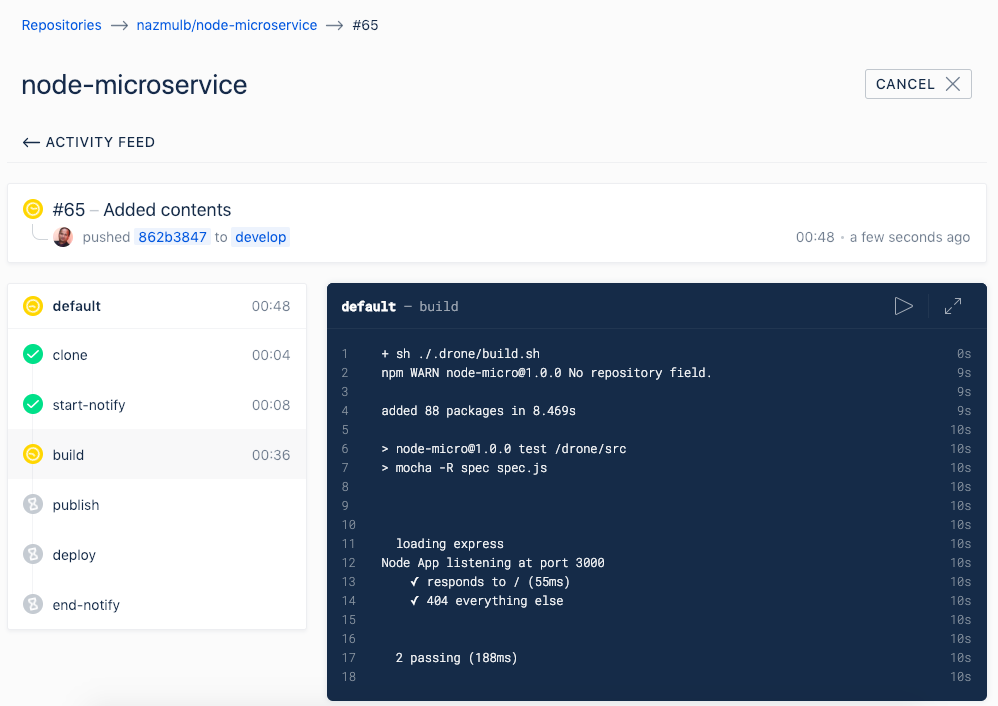 Repositories → nazmulb/node-microservice → #65
node-microservice
CANCEL
← ACTIVITY FEED
#65 – Added contents
pushed 862b3847 to develop
00:48 · a few seconds ago
default 00:48
clone 00:04
start-notify 00:08
build 00:36
publish
deploy
end-notify
default — build
1 + sh ./.drone/build.sh 0s
2 npm WARN node-micro@1.0.0 No repository field. 9s
3 9s
4 added 88 packages in 8.469s 9s
5 10s
6 > node-micro@1.0.0 test /drone/src 10s
7 > mocha -R spec spec.js 10s
8 10s
9 10s
10 10s
11 loading express 10s
12 Node App listening at port 3000 10s
13 ✓ responds to / (55ms) 10s
14 ✓ 404 everything else 10s
15 10s
16 10s
17 2 passing (188ms) 10s
18 10s